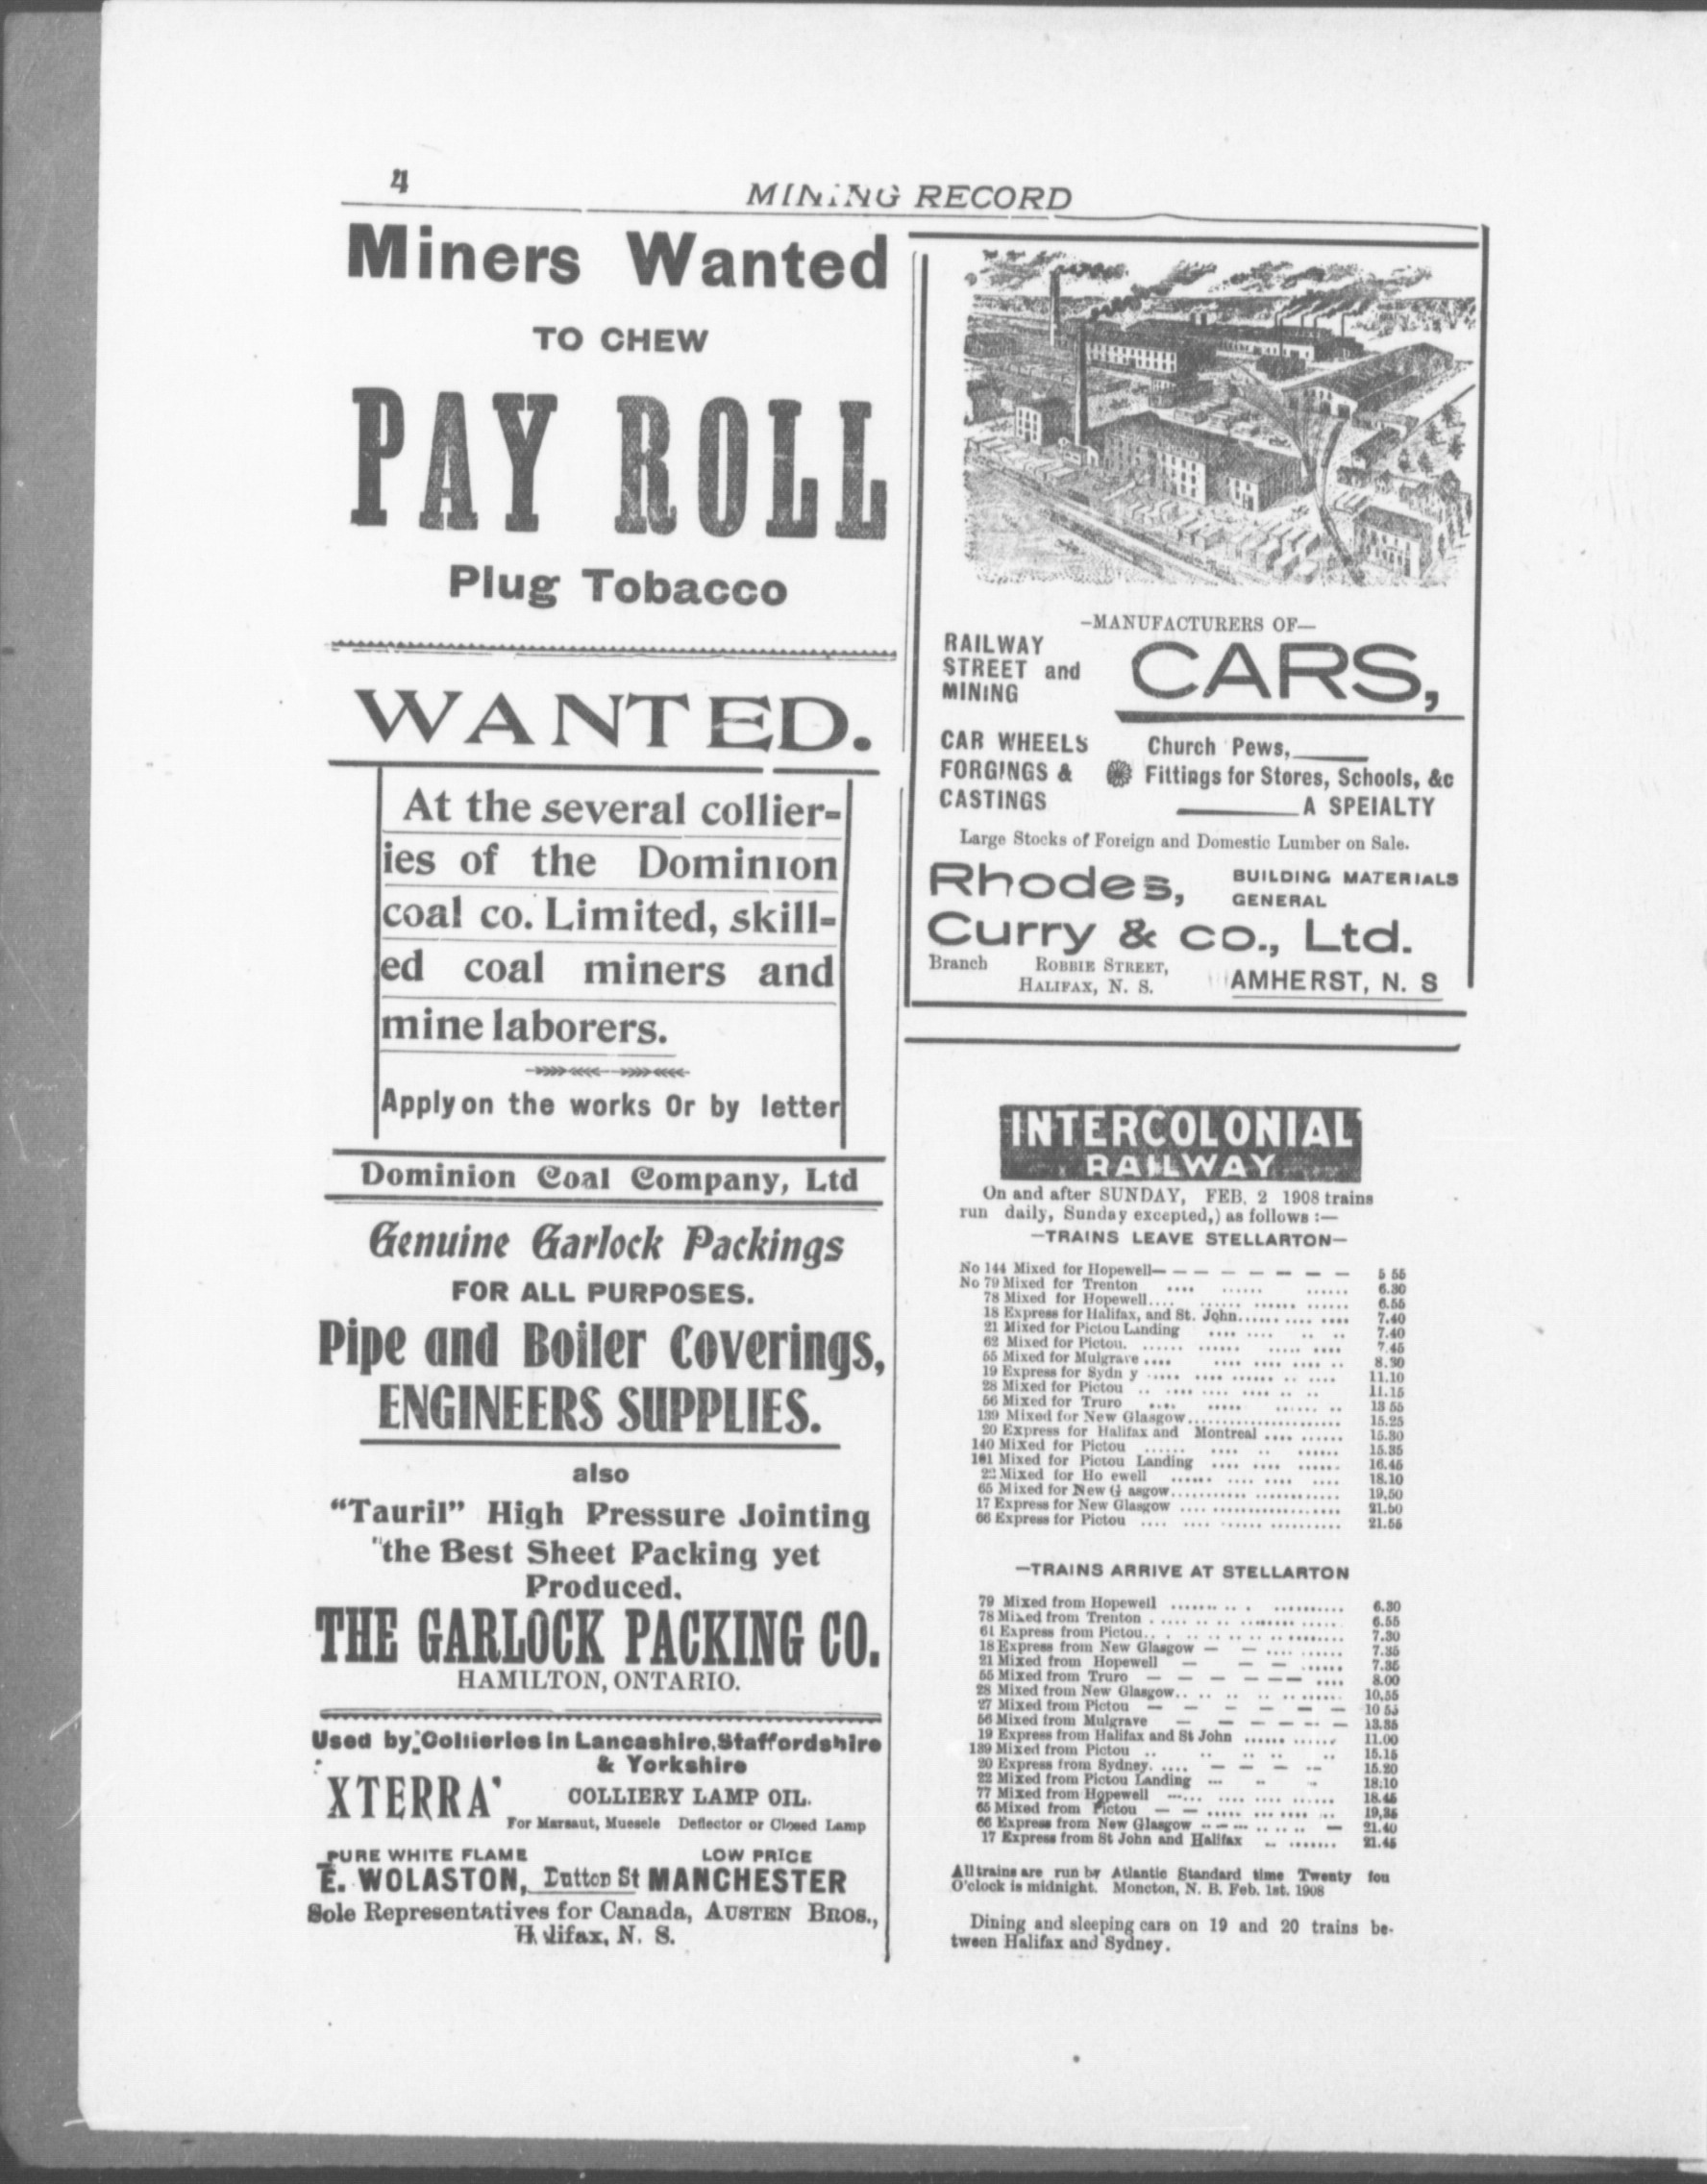 4
MINING RECORD
Miners Wanted
TO CHEW
PAY ROLL
Plug Tobacco
WANTED.
At the several collier-
ies of the Dominion
coal co. Limited, skill-
ed coal miners and
mine laborers.
Apply on the works Or by letter
Dominion Coal Company, Ltd
Genuine Garlock Packings
FOR ALL PURPOSES.
Pipe and Boiler Coverings,
ENGINEERS SUPPLIES.
also
“Tauril” High Pressure Jointing
"the Best Sheet Packing yet
Produced.
THE GARLOCK PACKING CO.
HAMILTON, ONTARIO.
Used by Collieries in Lancashire, Staffordshire
& Yorkshire
XTERRA’
COLLIERY LAMP OIL.
For Marsaut, Muesele Deflector or Closed Lamp
PURE WHITE FLAME LOW PRICE
E. WOLASTON, Dutton St MANCHESTER
Sole Representatives for Canada, AUSTEN BROS.,
Halifax, N. S.
–MANUFACTURERS OF—
RAILWAY
STREET and
MINING
CARS,
CAR WHEELS
FORGINGS &
CASTINGS
Church Pews,
Fittings for Stores, Schools, &c
A SPEIALTY
Large Stocks of Foreign and Domestic Lumber on Sale.
Rhodes,
BUILDING MATERIALS
GENERAL
Curry & co., Ltd.
Branch ROBBIE STREET,
HALIFAX, N. S.
AMHERST, N. S
INTERCOLONIAL
RAILWAY
On and after SUNDAY, FEB. 2 1908 trains
run daily, Sunday excepted,) as follows :—
—TRAINS LEAVE STELLARTON—
No 144 Mixed for Hopewell— — — — — — — — 5 55
No 79 Mixed for Trenton .... ...... ...... 6.30
78 Mixed for Hopewell.... ...... ...... ...... 6.55
18 Express for Halifax, and St. John...... .... .... 7.40
21 Mixed for Pictou Landing .... .... .. .. 7.40
62 Mixed for Pictou. ...... ...... ..... .... 7.45
55 Mixed for Mulgrave .... .... .... .... .. 8.30
19 Express for Sydn y ..... .... ...... .. .... 11.10
28 Mixed for Pictou .. .... .... .... .. .. 11.15
56 Mixed for Truro .... ..... ...... .. 13 55
139 Mixed for New Glasgow...................... 15.25
20 Express for Halifax and Montreal .... ...... 15.30
140 Mixed for Pictou ...... .... .. ...... 15.35
181 Mixed for Pictou Landing .... .... ...... 16.45
22 Mixed for Ho ewell ...... .... .... .... 18.10
65 Mixed for New G asgow........... ............ 19.50
17 Express for New Glasgow .... .................. 21.50
66 Express for Pictou .... .... ...... .......... 21.55
—TRAINS ARRIVE AT STELLARTON
79 Mixed from Hopewell ....... .. . .......... 6.30
78 Mixed from Trenton . .... .. .. ........ ..... 6.55
61 Express from Pictou.. . .. .. .. .. .. ........ 7.30
18 Express from New Glasgow — — .... ...... 7.35
21 Mixed from Hopewell — — — ...... 7.35
55 Mixed from Truro — — — — — — .... 8.00
28 Mixed from New Glasgow.. .. .. .. .. ...... 10,55
27 Mixed from Pictou — — — — — — 10 55
56 Mixed from Mulgrave — — — — — — 13.35
19 Express from Halifax and St John ...... ...... 11.00
139 Mixed from Pictou .. .. .. .. .. 15.15
20 Express from Sydney. .... — — — — 15.20
22 Mixed from Pictou Landing --- -- - 18.10
77 Mixed from Hopewell ---... .... .... ...... 18.45
65 Mixed from Pictou — — ..... ... .... ... 19,35
66 Express from New Glasgow -- -- --- .. .. .. — 21.40
17 Express from St John and Halifax -- ....... 21.45
All trains are run by Atlantic Standard time Twenty fou
O'clock is midnight. Moncton, N. B. Feb. 1st. 1908
Dining and sleeping cars on 19 and 20 trains be-
tween Halifax and Sydney.